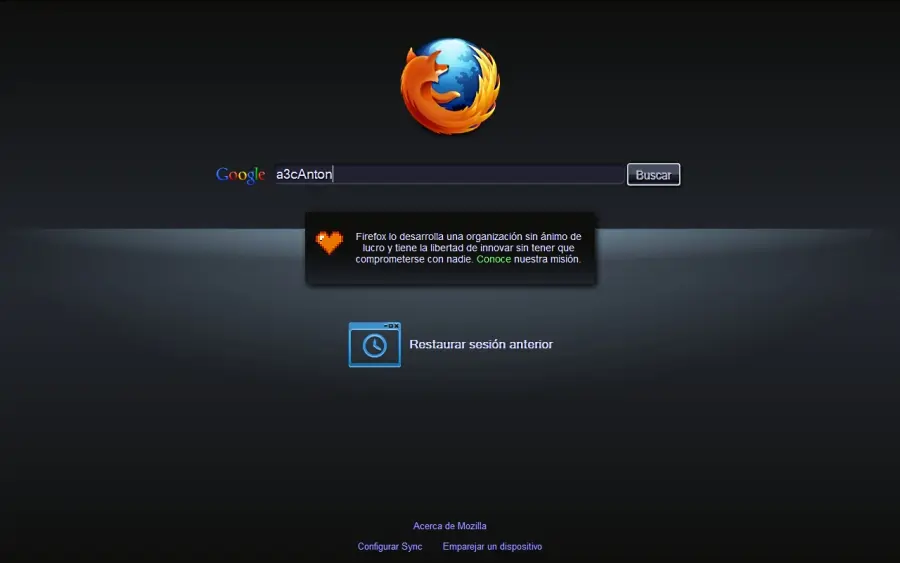 Google a3cAnton Buscar
Firefox lo desarrolla una organización sin ánimo de
lucro y tiene la libertad de innovar sin tener que
comprometerse con nadie. Conoce nuestra misión.
Restaurar sesión anterior
Acerca de Mozilla
Configurar Sync Emparejar un dispositivo